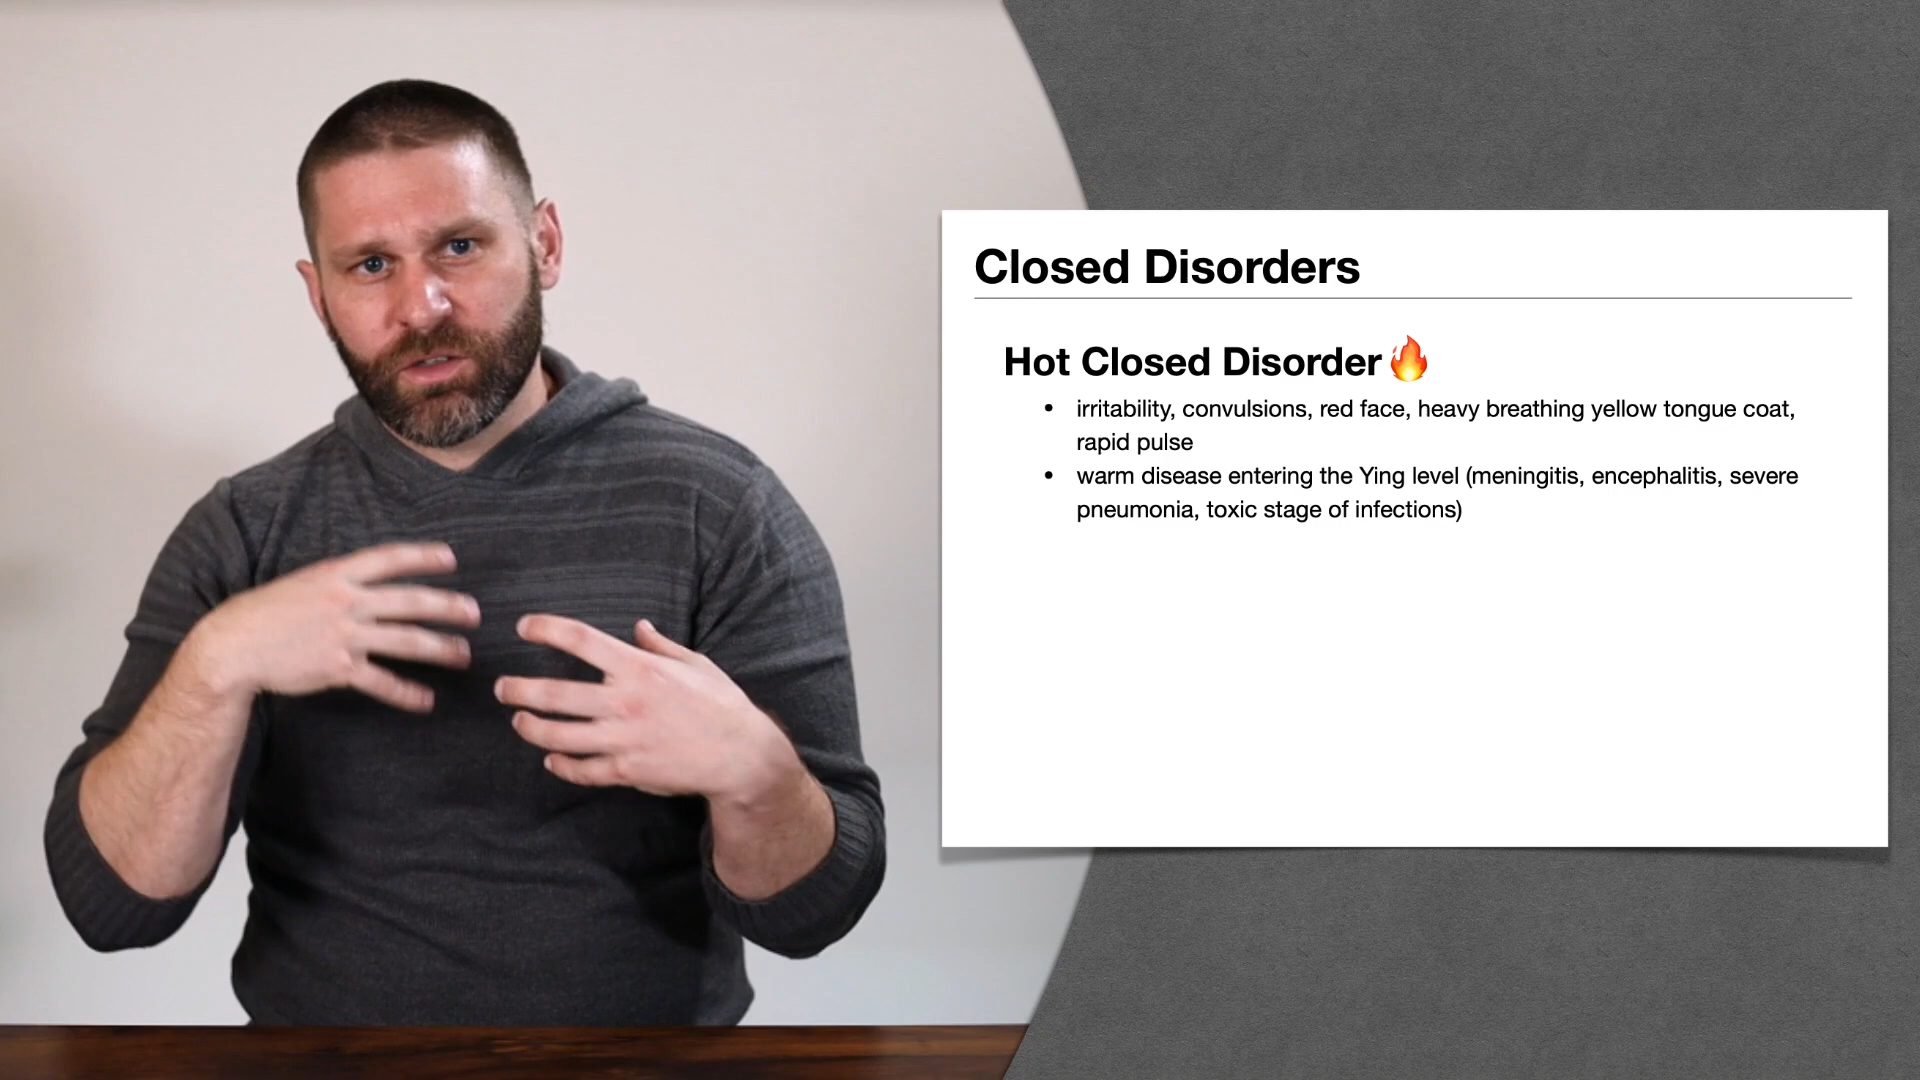 Closed Disorders
Hot Closed Disorder🔥
• irritability, convulsions, red face, heavy breathing yellow tongue coat,
rapid pulse
• warm disease entering the Ying level (meningitis, encephalitis, severe
pneumonia, toxic stage of infections)